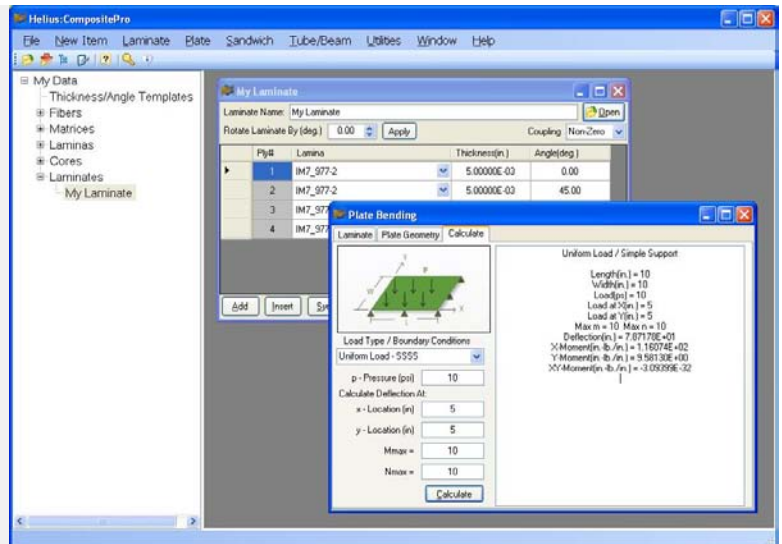 Helius:CompositePro
File New Item Laminate Plate Sandwich Tube/Beam Utilities Window Help
My Data
Thickness/Angle Templates
Fibers
Matrices
Laminas
Cores
Laminates
My Laminate
My Laminate
Laminate Name: My Laminate Open
Rotate Laminate By (deg.) 0.00 Apply Coupling Non-Zero
Ply# Lamina Thickness(in.) Angle(deg.)
1 IM7_977-2 5.00000E-03 0.00
2 IM7_977-2 5.00000E-03 45.00
3 IM7_977
4 IM7_977
Add Insert
Plate Bending
Laminate Plate Geometry Calculate
Load Type / Boundary Conditions
Uniform Load - SSSS
p - Pressure (psi) 10
Calculate Deflection At:
x - Location (in) 5
y - Location (in) 5
Mmax = 10
Nmax = 10
Calculate
Uniform Load / Simple Support
Length(in.) = 10
Width(in.) = 10
Load(psi) = 10
Load at X(in.) = 5
Load at Y(in.) = 5
Max m = 10 Max n = 10
Deflection(in.) = 7.87178E+01
X-Moment(in.-lb./in.) = 1.16074E+02
Y-Moment(in.-lb./in.) = 9.58130E+00
XY-Moment(in.-lb./in.) = -3.09399E-32